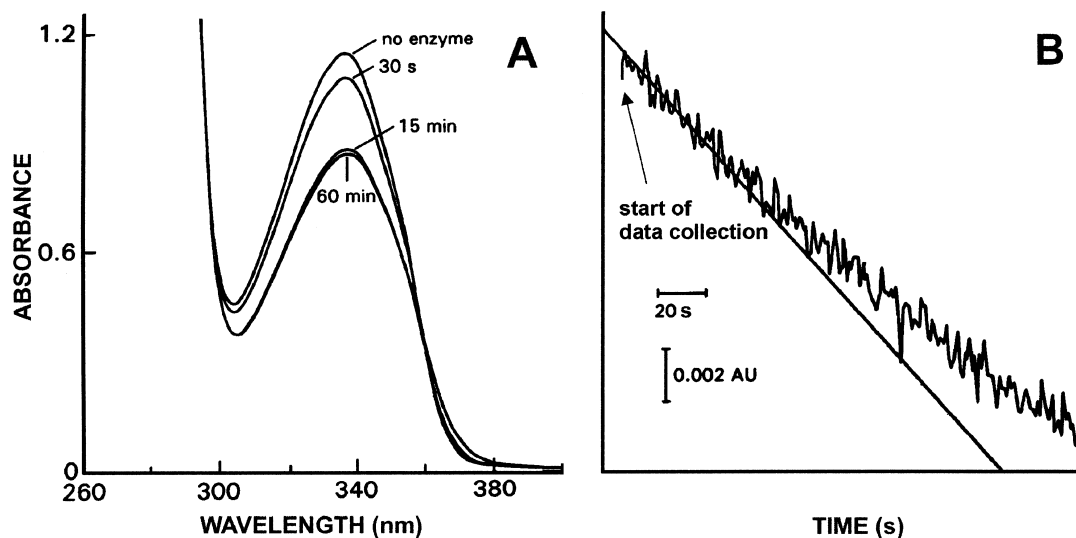 A
1.2
no enzyme
30 s
15 min
60 min
0.6
0
ABSORBANCE
260
300
340
380
WAVELENGTH (nm)
B
start of
data collection
20 s
0.002 AU
TIME (s)